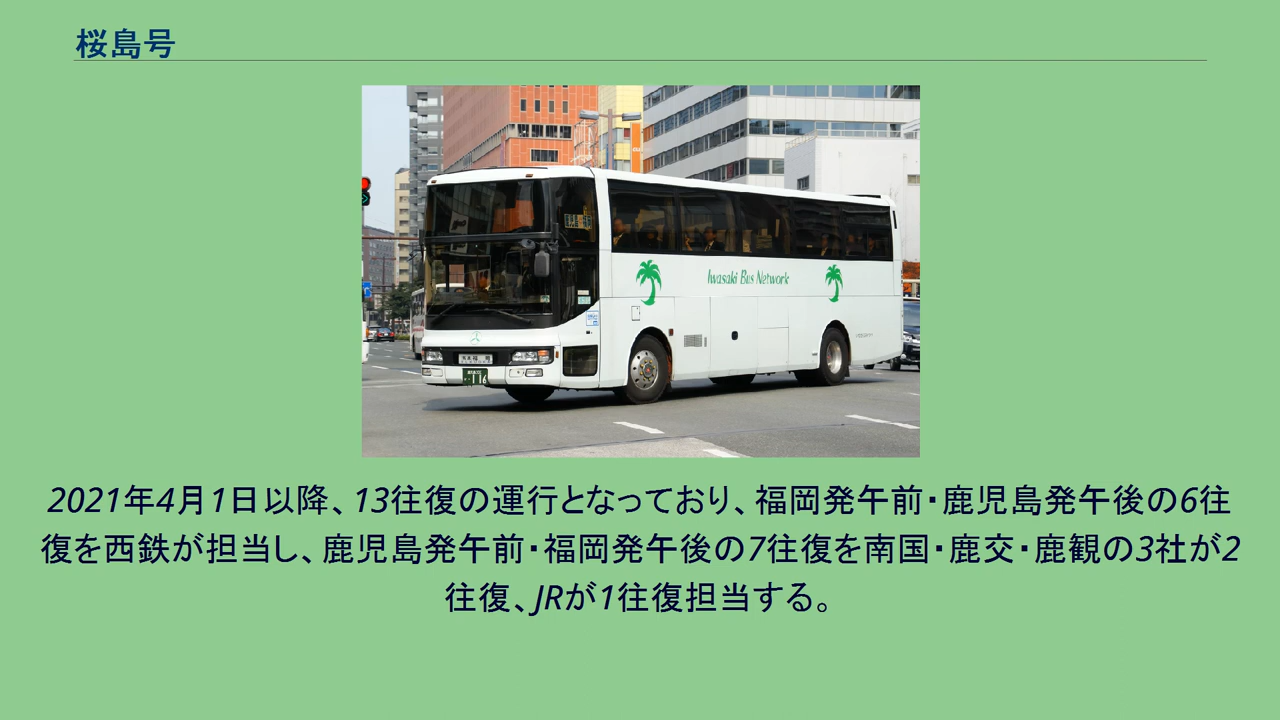 桜島号
Iwasaki Bus Network
116
2021年4月1日以降、13往復の運行となっており、福岡発午前・鹿児島発午後の6往
復を西鉄が担当し、鹿児島発午前・福岡発午後の7往復を南国・鹿交・鹿観の3社が2
往復、JRが1往復担当する。